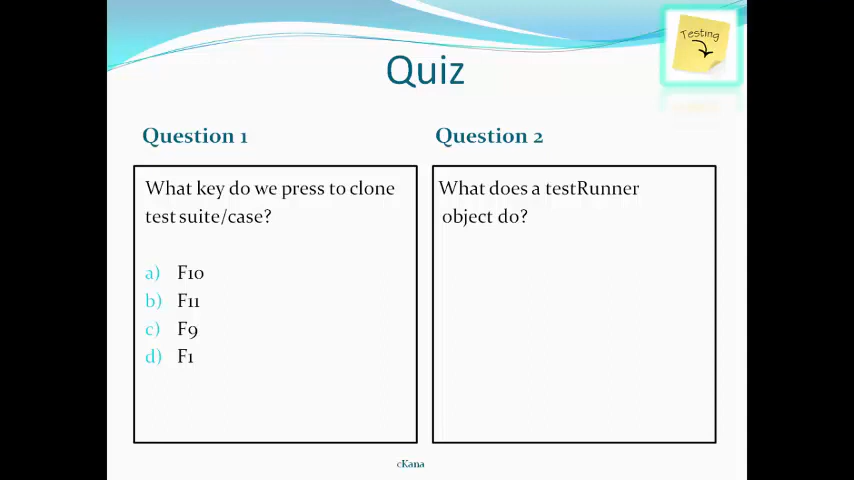 Testing
Quiz
Question 1
What key do we press to clone
test suite/case?
a) F10
b) F11
c) F9
d) F1
Question 2
What does a testRunner
object do?
cKana